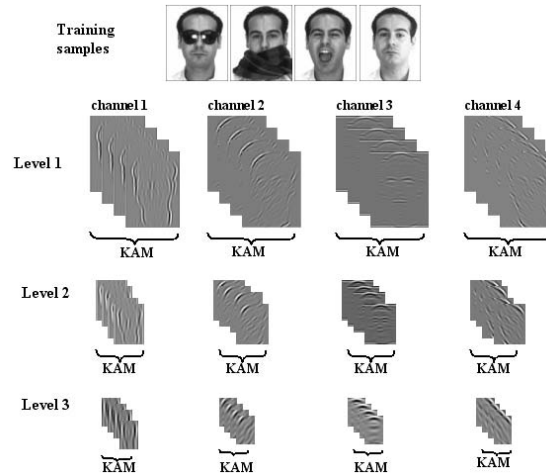 Training
samples
channel 1 channel 2 channel 3 channel 4
Level 1
KAM KAM KAM KAM
Level 2
KAM KAM KAM KAM
Level 3
KAM KAM KAM KAM